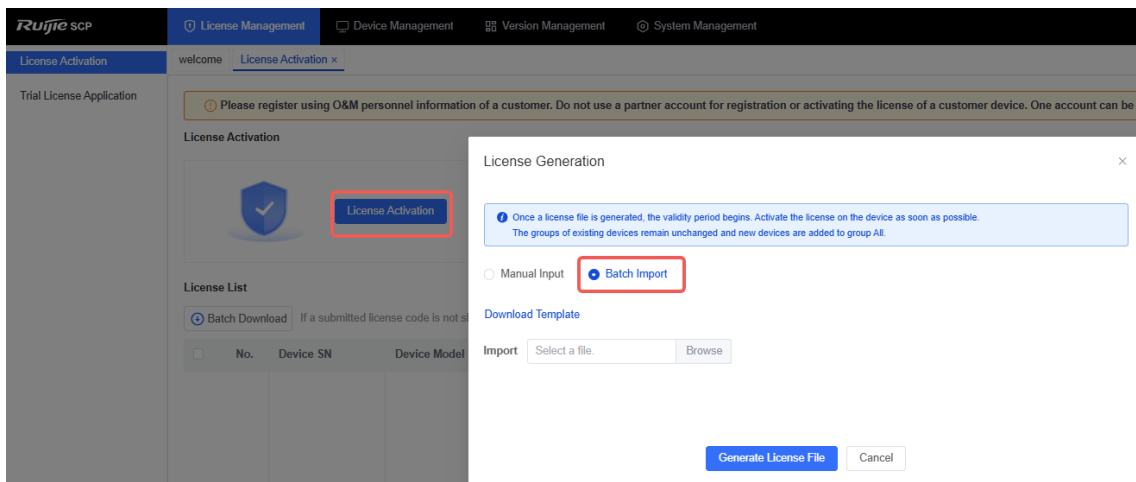 Ruijie SCP
License Management
Device Management
Version Management
System Management
License Activation
welcome
License Activation ×
Trial License Application
Please register using O&M personnel information of a customer. Do not use a partner account for registration or activating the license of a customer device. One account can be
License Activation
License Activation
License List
Batch Download
If a submitted license code is not
No.
Device SN
Device Model
License Generation
×
Once a license file is generated, the validity period begins. Activate the license on the device as soon as possible.
The groups of existing devices remain unchanged and new devices are added to group All.
Manual Input
Batch Import
Download Template
Import
Select a file.
Browse
Generate License File
Cancel